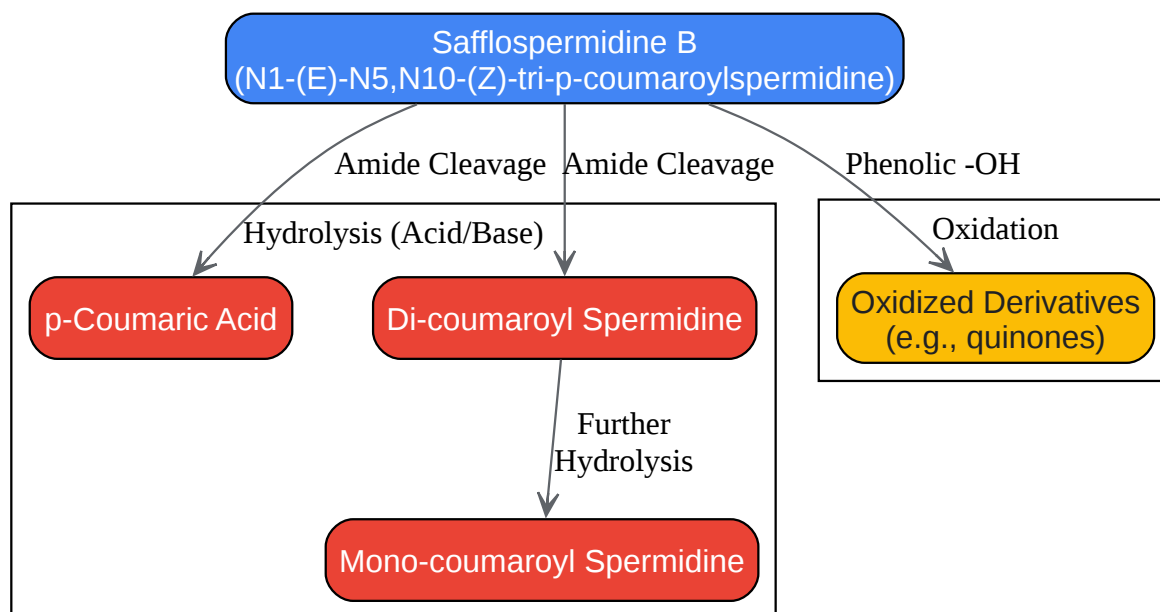 Safflospermidine B
(N1-(E)-N5,N10-(Z)-tri-p-coumaroylspermidine)
Amide Cleavage
Amide Cleavage
Phenolic -OH
Hydrolysis (Acid/Base)
Oxidation
p-Coumaric Acid
Di-coumaroyl Spermidine
Oxidized Derivatives
(e.g., quinones)
Further
Hydrolysis
Mono-coumaroyl Spermidine